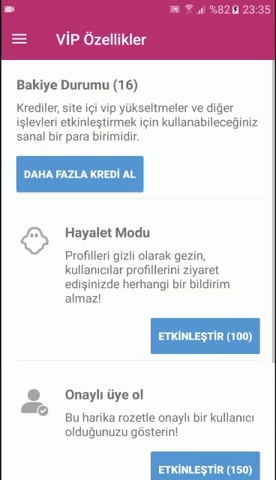 %82 23:35
VİP Özellikler
Bakiye Durumu (16)
Krediler, site içi vip yükseltmeler ve diğer
işlevleri etkinleştirmek için kullanabileceğiniz
sanal bir para birimidir.
DAHA FAZLA KREDİ AL
Hayalet Modu
Profilleri gizli olarak gezin,
kullanıcılar profillerini ziyaret
edişinizde herhangi bir bildirim
almaz!
ETKİNLEŞTİR (100)
Onaylı üye ol
Bu harika rozetle onaylı bir kullanıcı
olduğunuzu gösterin!
ETKİNLEŞTİR (150)